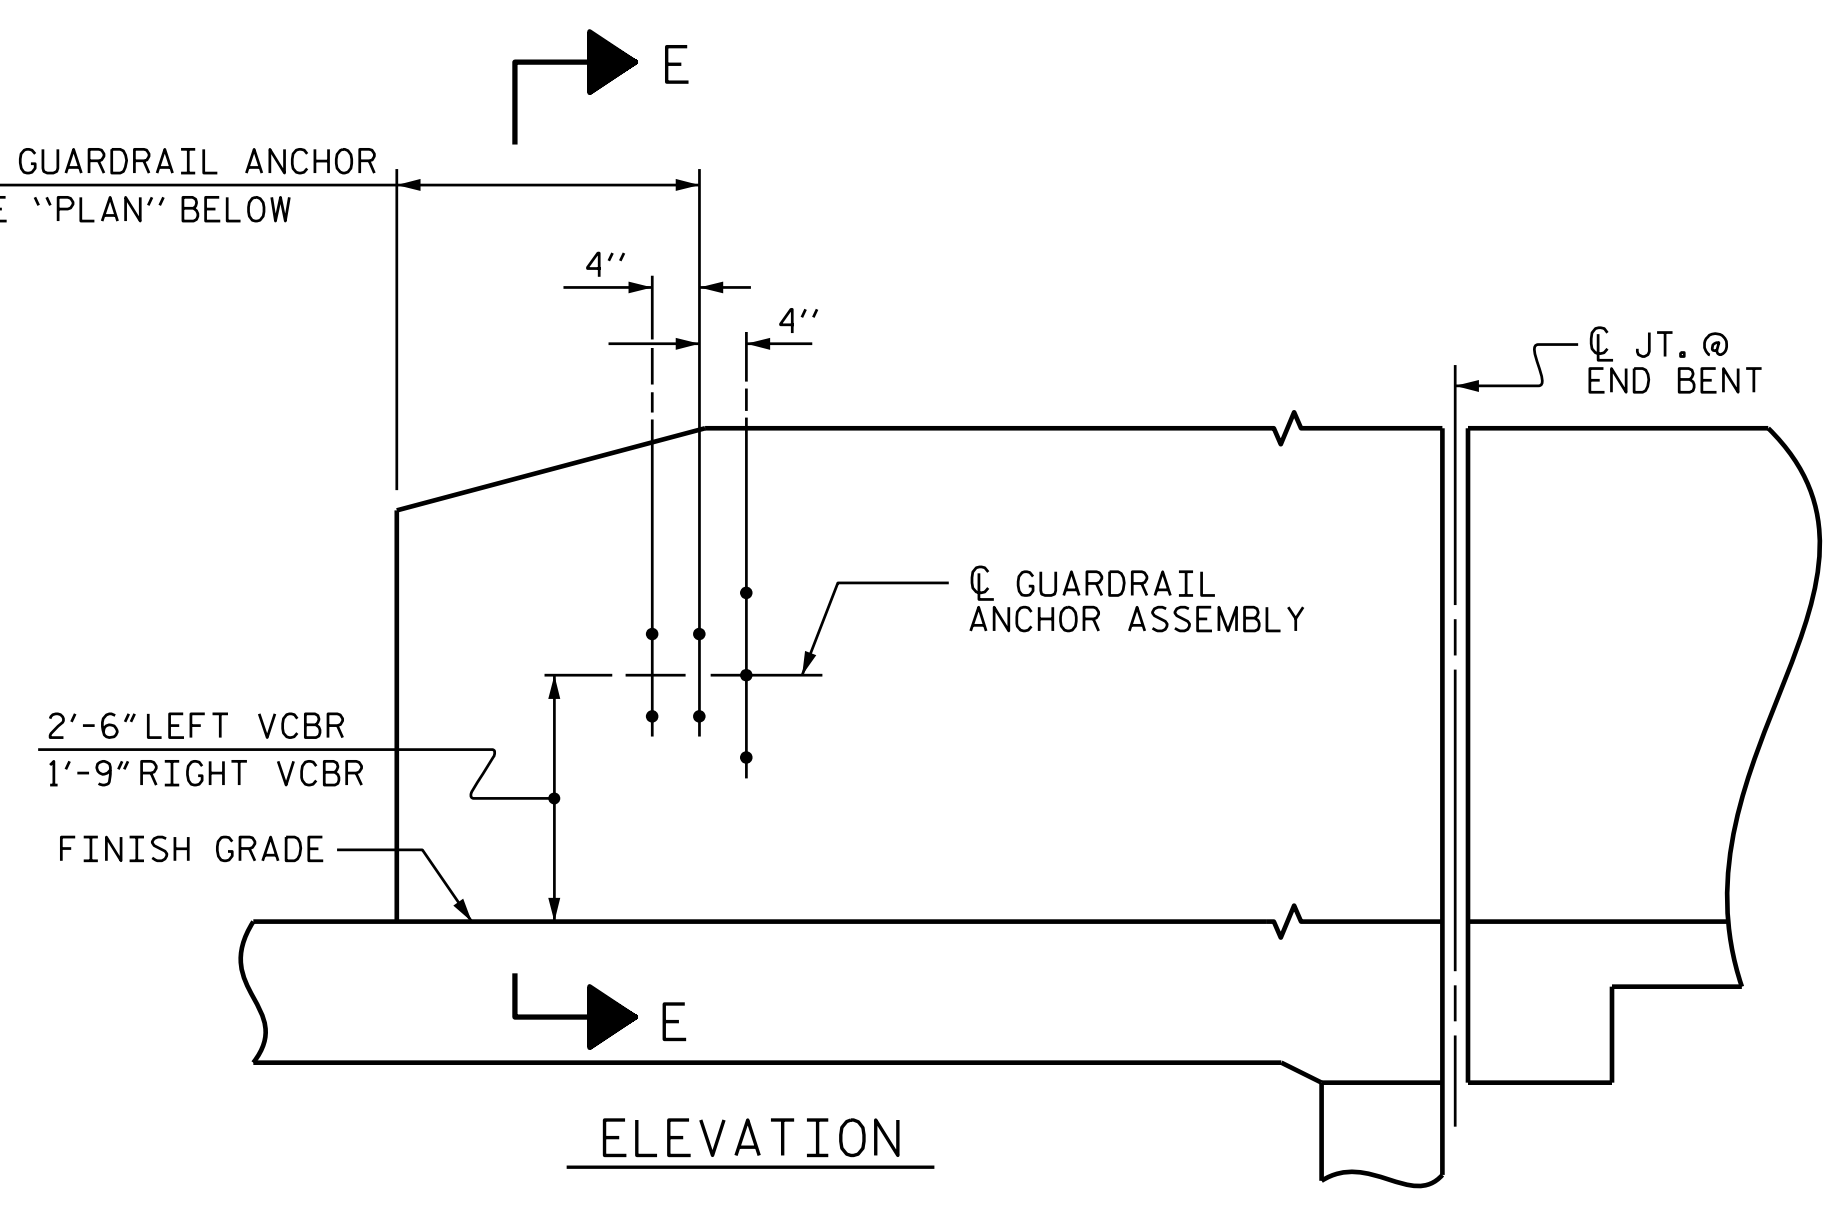 E
GUARDRAIL ANCHOR
"PLAN" BELOW
4"
4"
℄ JT. @
END BENT
℄ GUARDRAIL
ANCHOR ASSEMBLY
2'-6" LEFT VCBR
1'-9" RIGHT VCBR
FINISH GRADE
E
ELEVATION